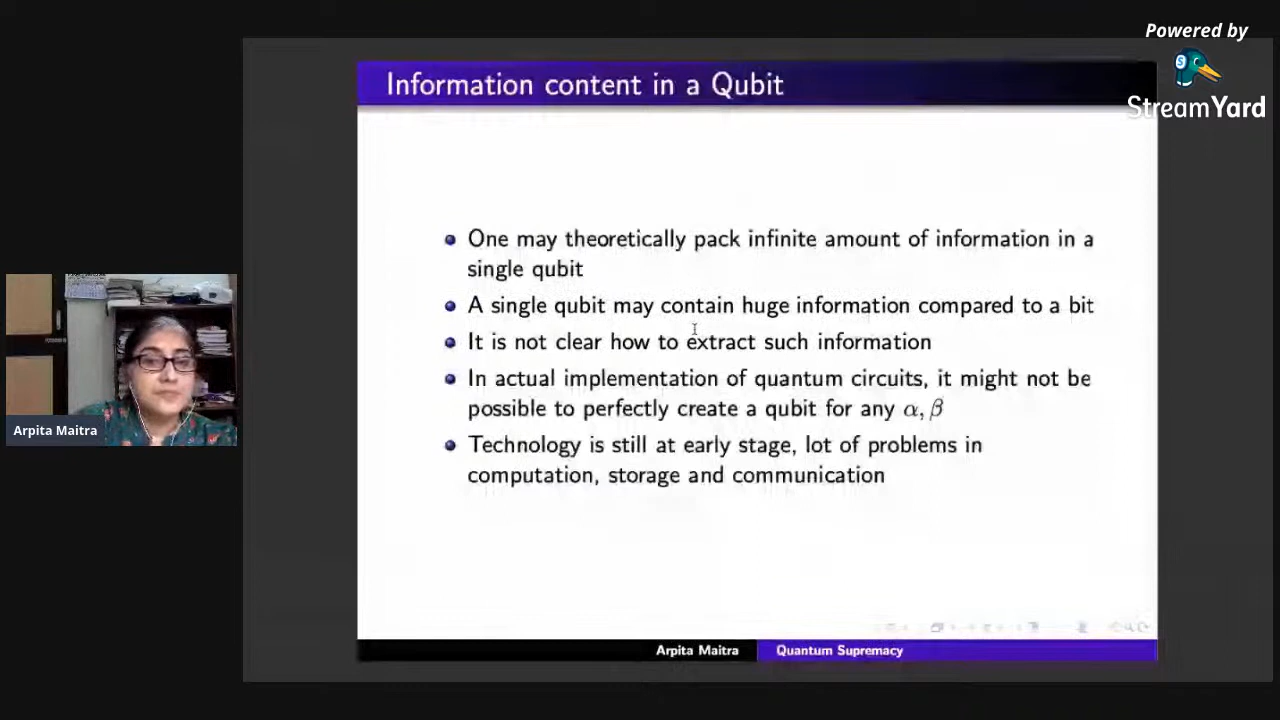 Powered by
StreamYard
Information content in a Qubit
One may theoretically pack infinite amount of information in a
single qubit
A single qubit may contain huge information compared to a bit
It is not clear how to extract such information
In actual implementation of quantum circuits, it might not be
possible to perfectly create a qubit for any α, β
Technology is still at early stage, lot of problems in
computation, storage and communication
Arpita Maitra
Arpita Maitra
Quantum Supremacy